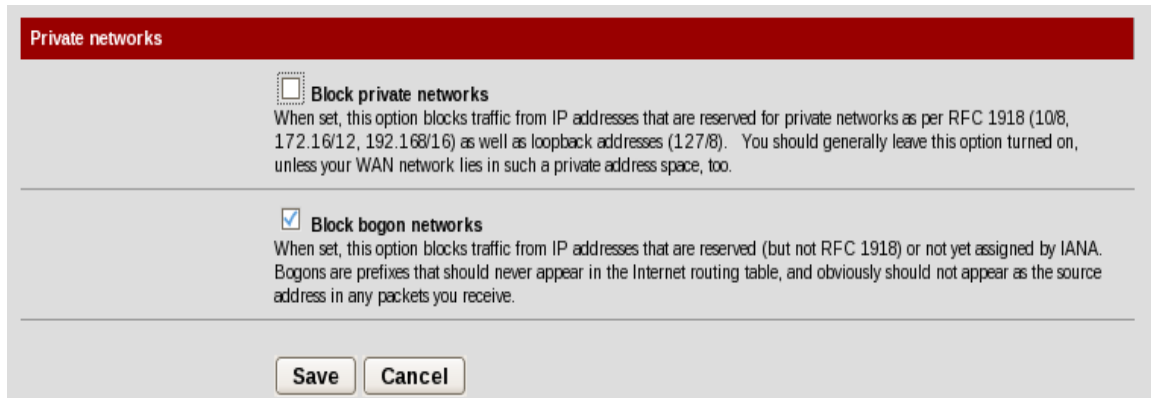 Private networks
Block private networks
When set, this option blocks traffic from IP addresses that are reserved for private networks as per RFC 1918 (10/8,
172.16/12, 192.168/16) as well as loopback addresses (127/8). You should generally leave this option turned on,
unless your WAN network lies in such a private address space, too.
Block bogon networks
When set, this option blocks traffic from IP addresses that are reserved (but not RFC 1918) or not yet assigned by IANA.
Bogons are prefixes that should never appear in the Internet routing table, and obviously should not appear as the source
address in any packets you receive.
Save Cancel